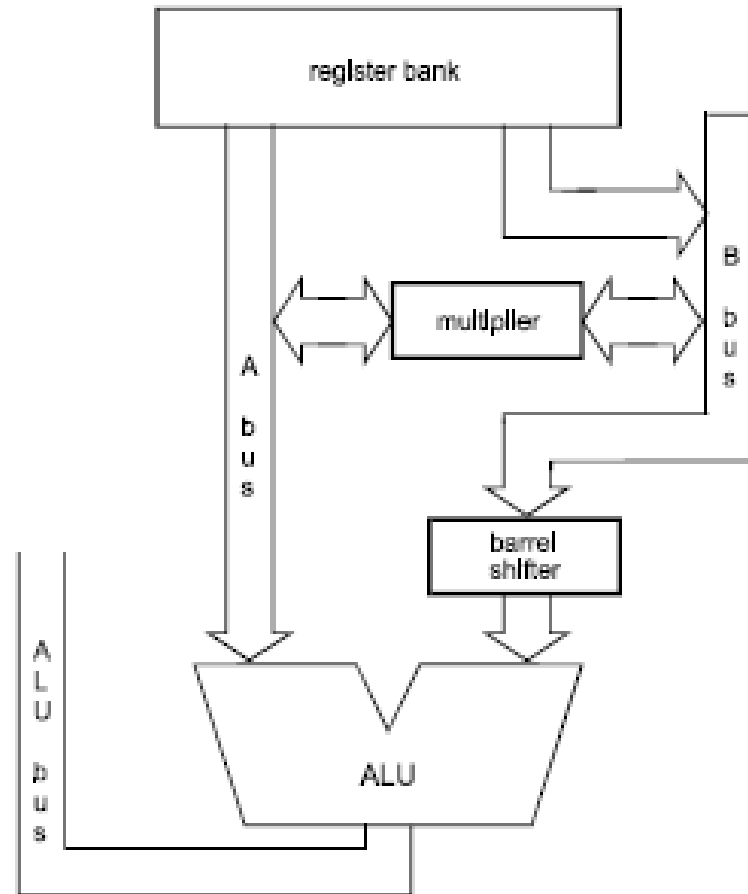 register bank
B bus
multiplier
A bus
barrel
shifter
ALU bus
ALU